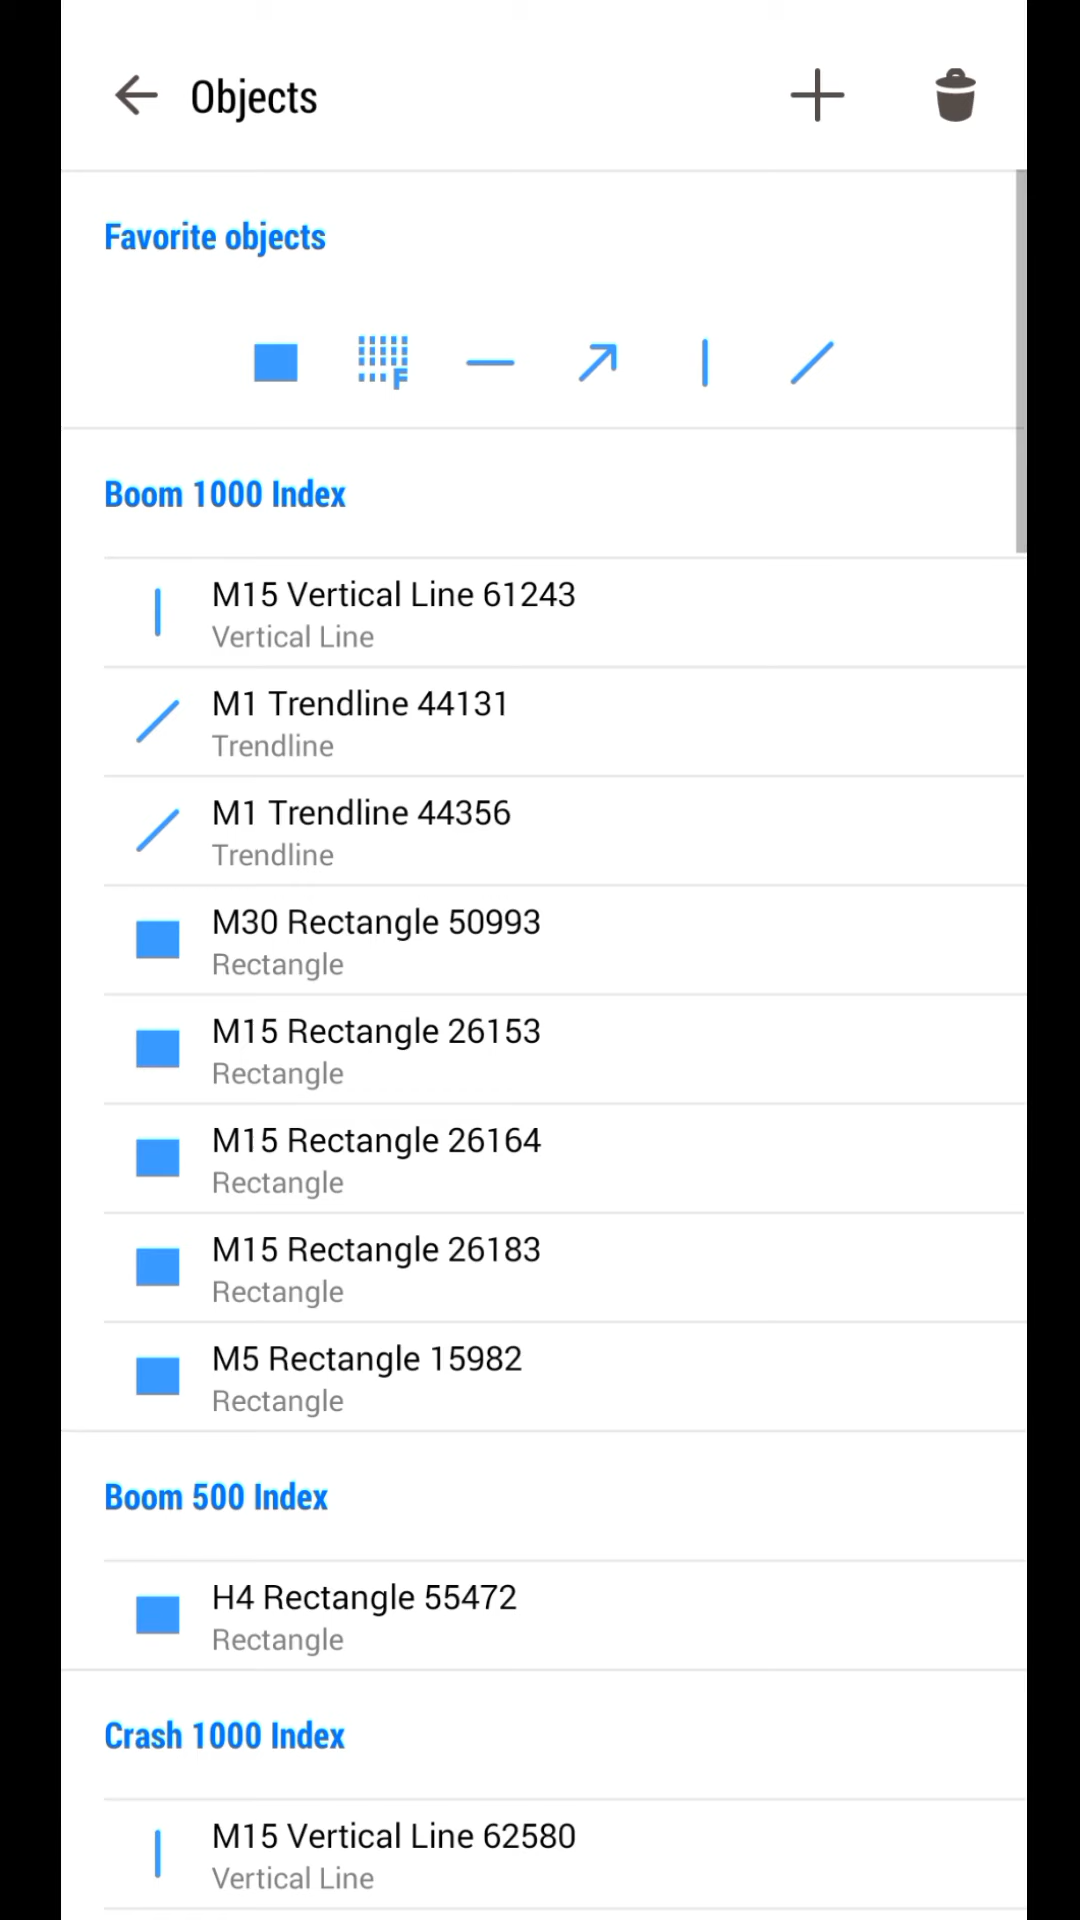 Objects
Favorite objects
F
Boom 1000 Index
M15 Vertical Line 61243
Vertical Line
M1 Trendline 44131
Trendline
M1 Trendline 44356
Trendline
M30 Rectangle 50993
Rectangle
M15 Rectangle 26153
Rectangle
M15 Rectangle 26164
Rectangle
M15 Rectangle 26183
Rectangle
M5 Rectangle 15982
Rectangle
Boom 500 Index
H4 Rectangle 55472
Rectangle
Crash 1000 Index
M15 Vertical Line 62580
Vertical Line